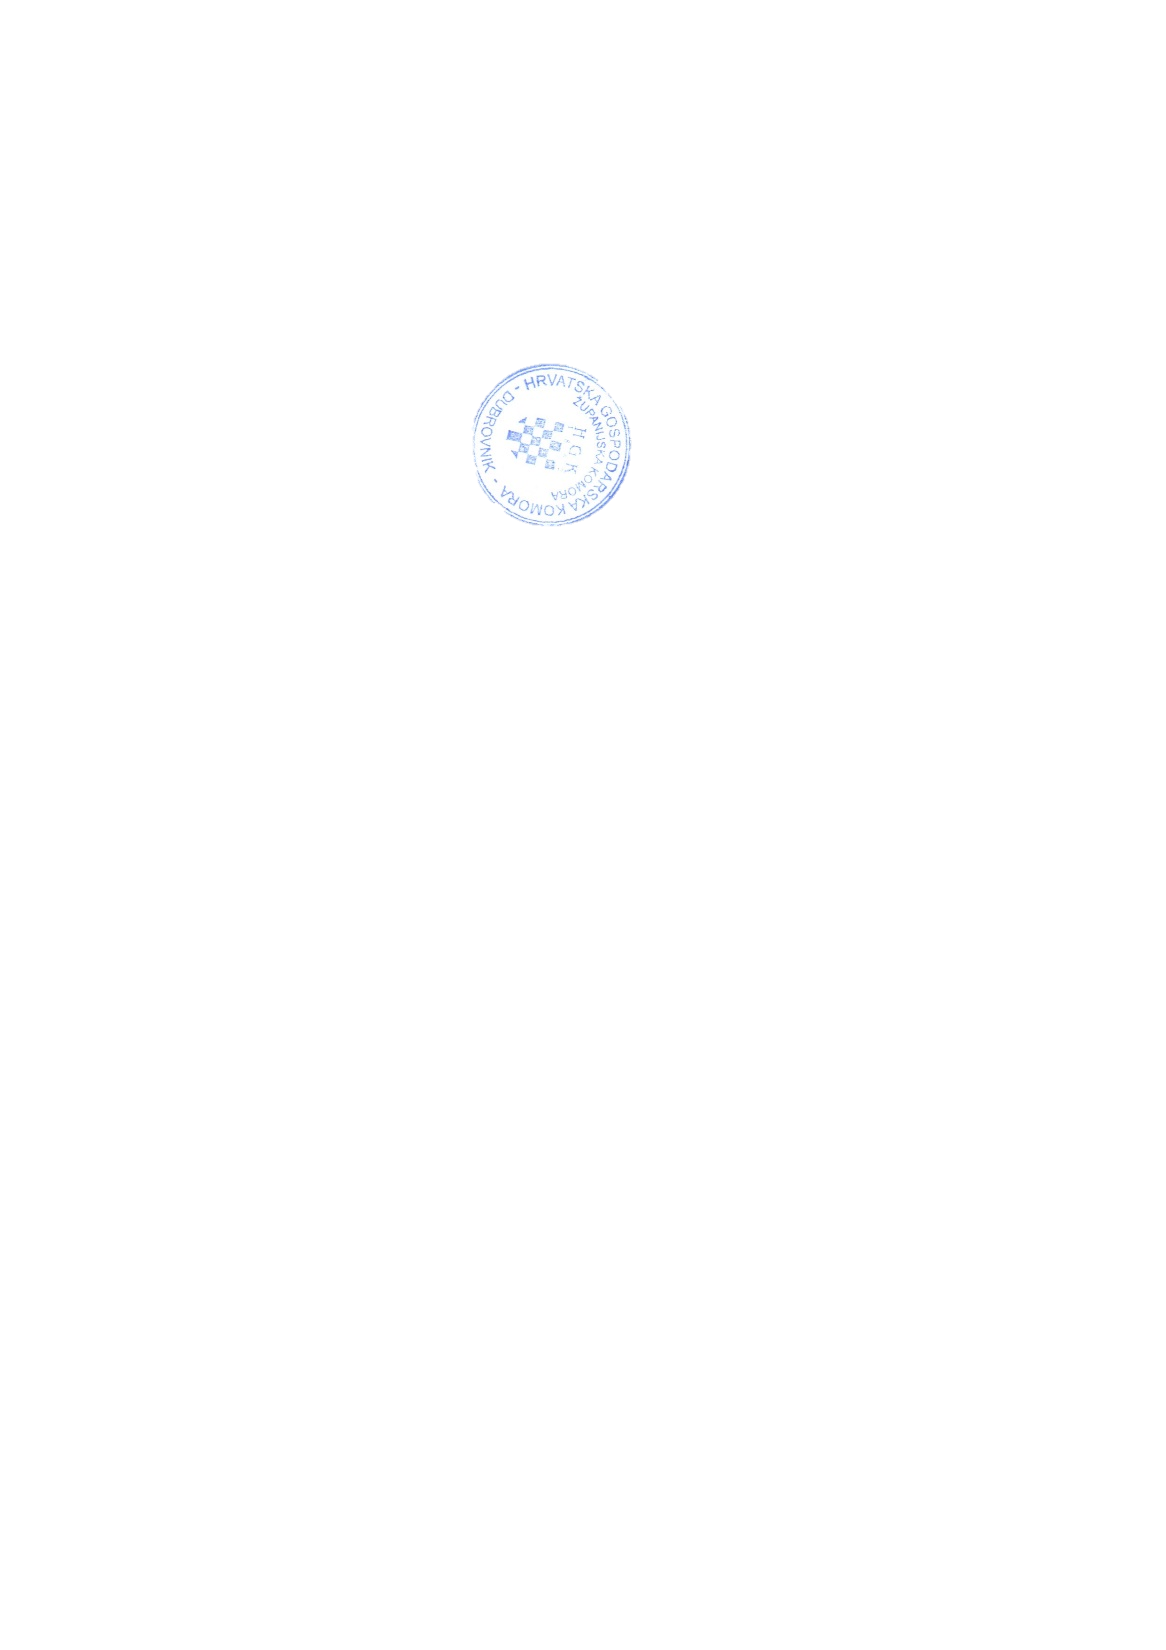 HRVATSKA GOSPODARSKA KOMORA - DUBROVNIK -
ŽUPANIJSKA KOMORA
H G K